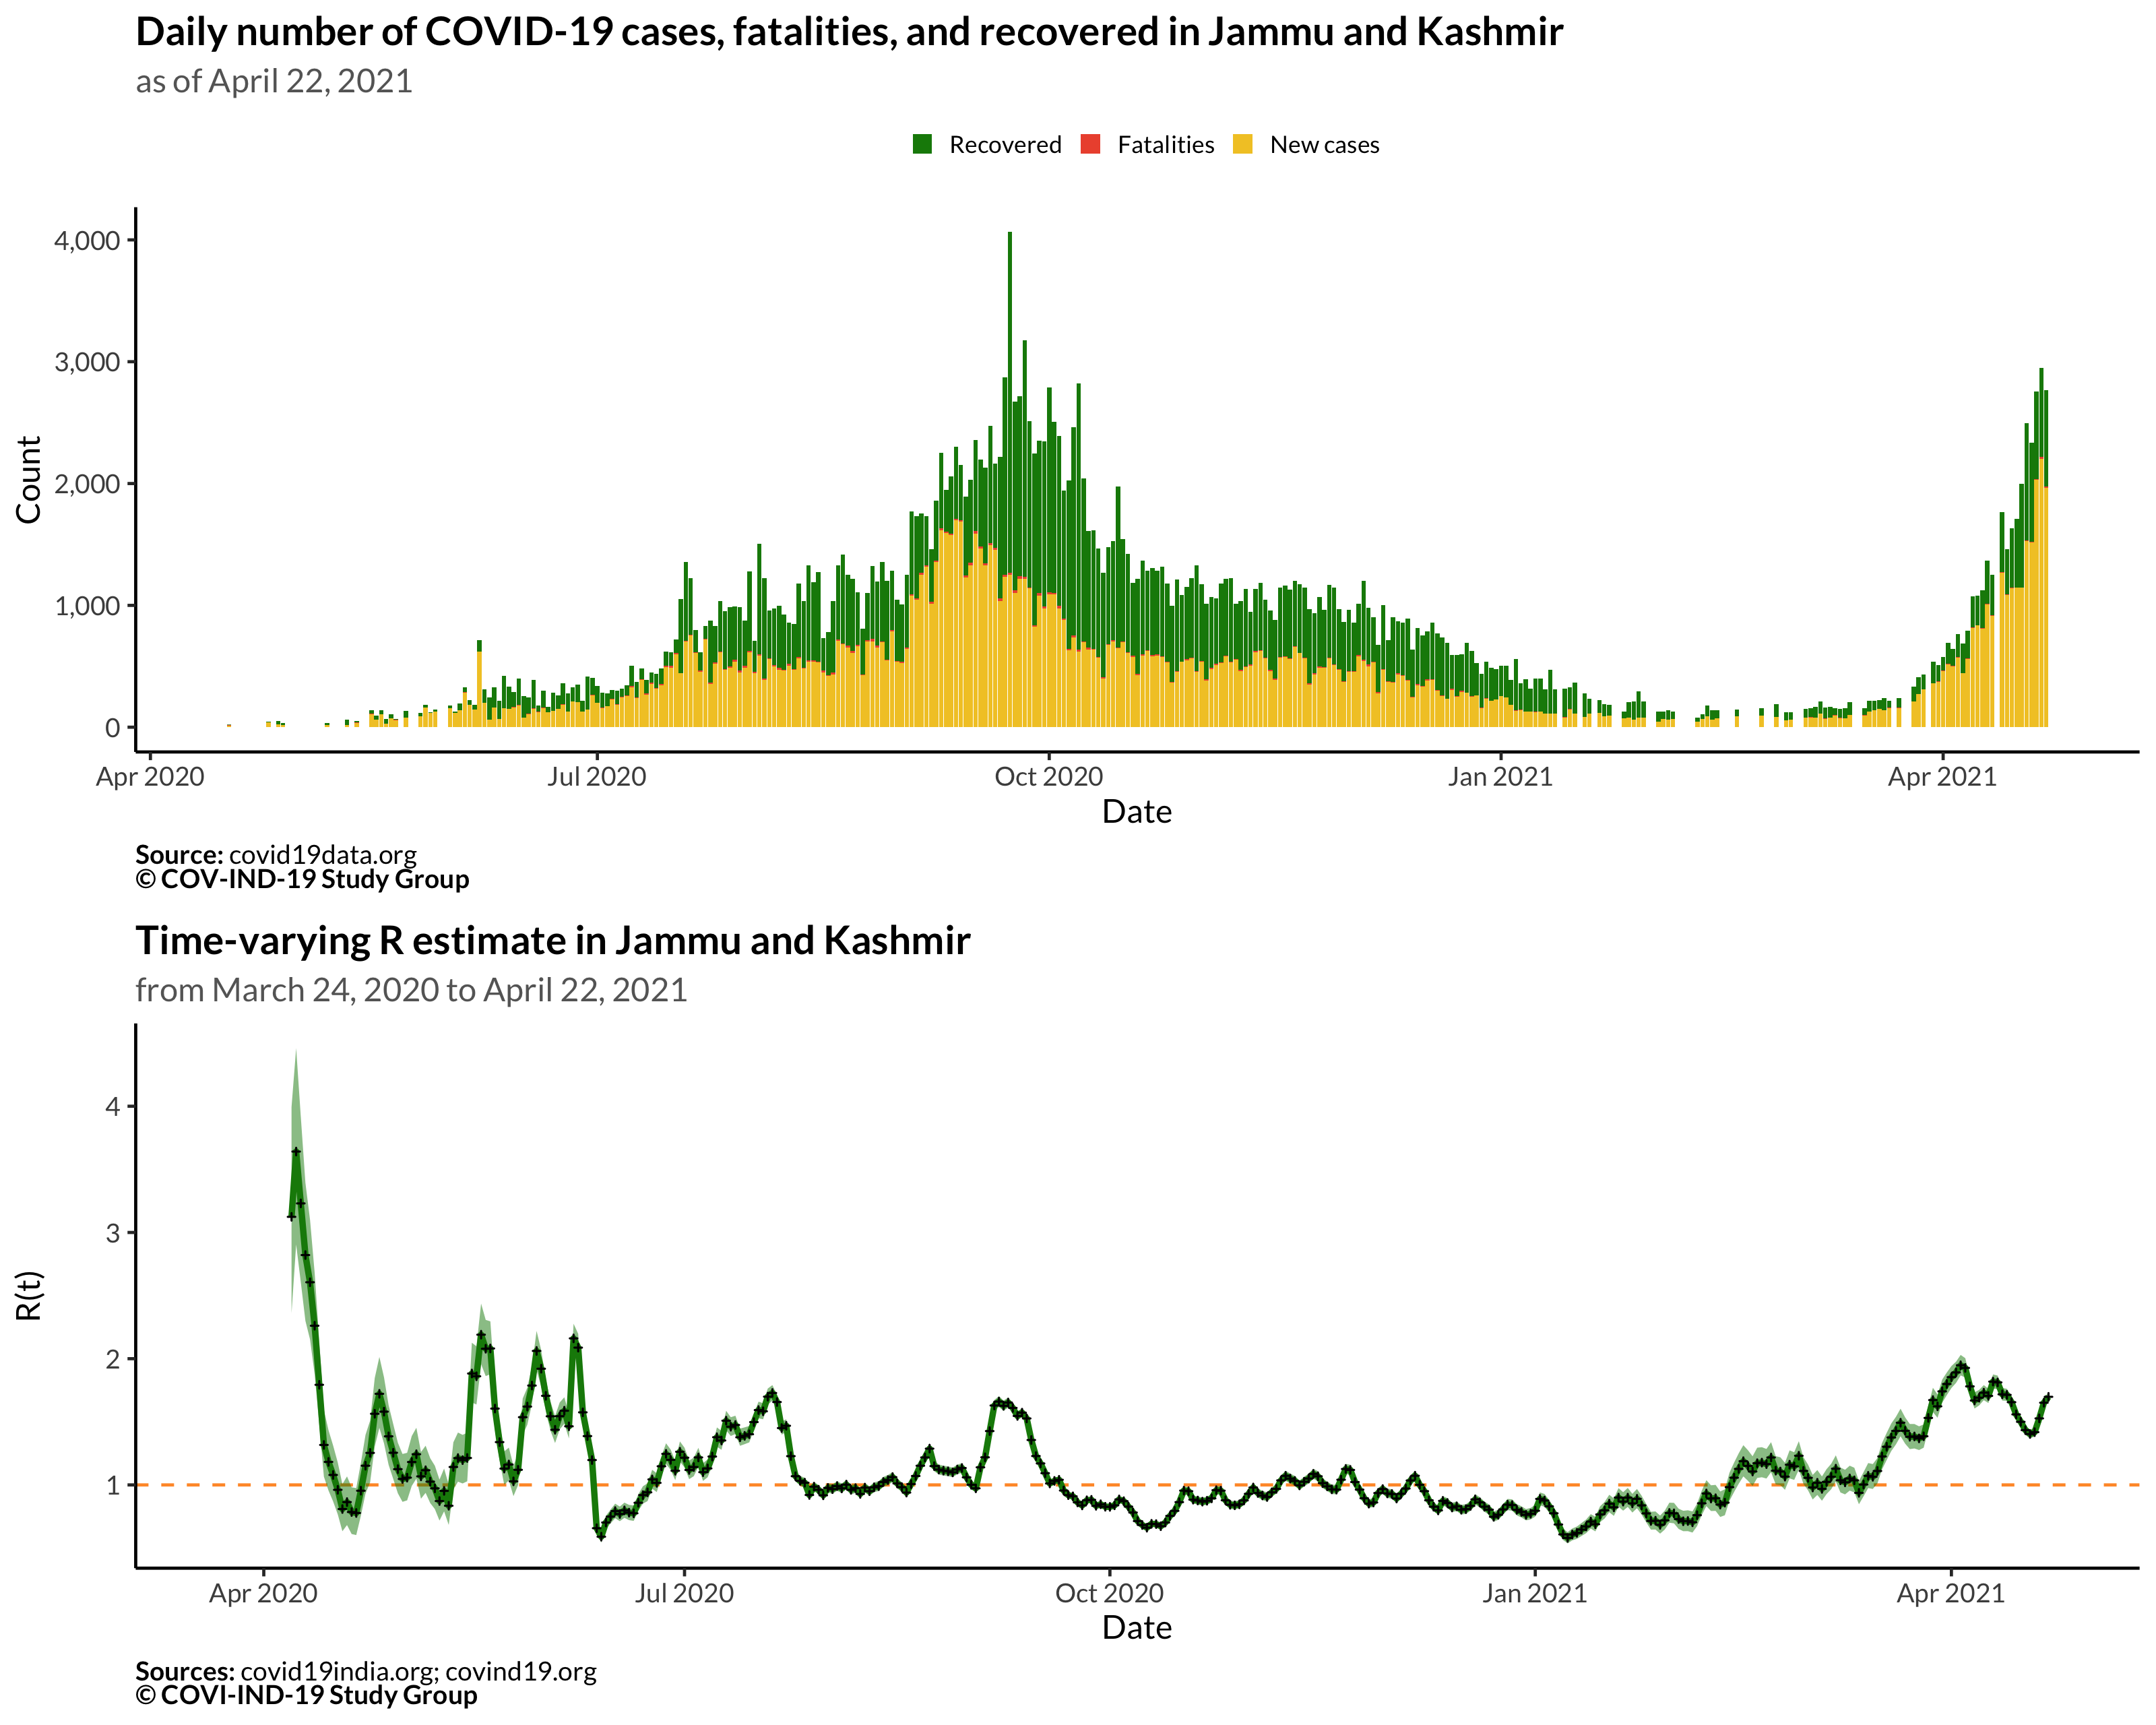 Daily number of COVID-19 cases, fatalities, and recovered in Jammu and Kashmir
as of April 22, 2021
Recovered Fatalities New cases
Count
4,000
3,000
2,000
1,000
0
Apr 2020 Jul 2020 Oct 2020 Jan 2021 Apr 2021
Date
Source: covid19data.org
© COV-IND-19 Study Group
Time-varying R estimate in Jammu and Kashmir
from March 24, 2020 to April 22, 2021
R(t)
4
3
2
1
Apr 2020 Jul 2020 Oct 2020 Jan 2021 Apr 2021
Date
Sources: covid19india.org; covind19.org
© COVI-IND-19 Study Group